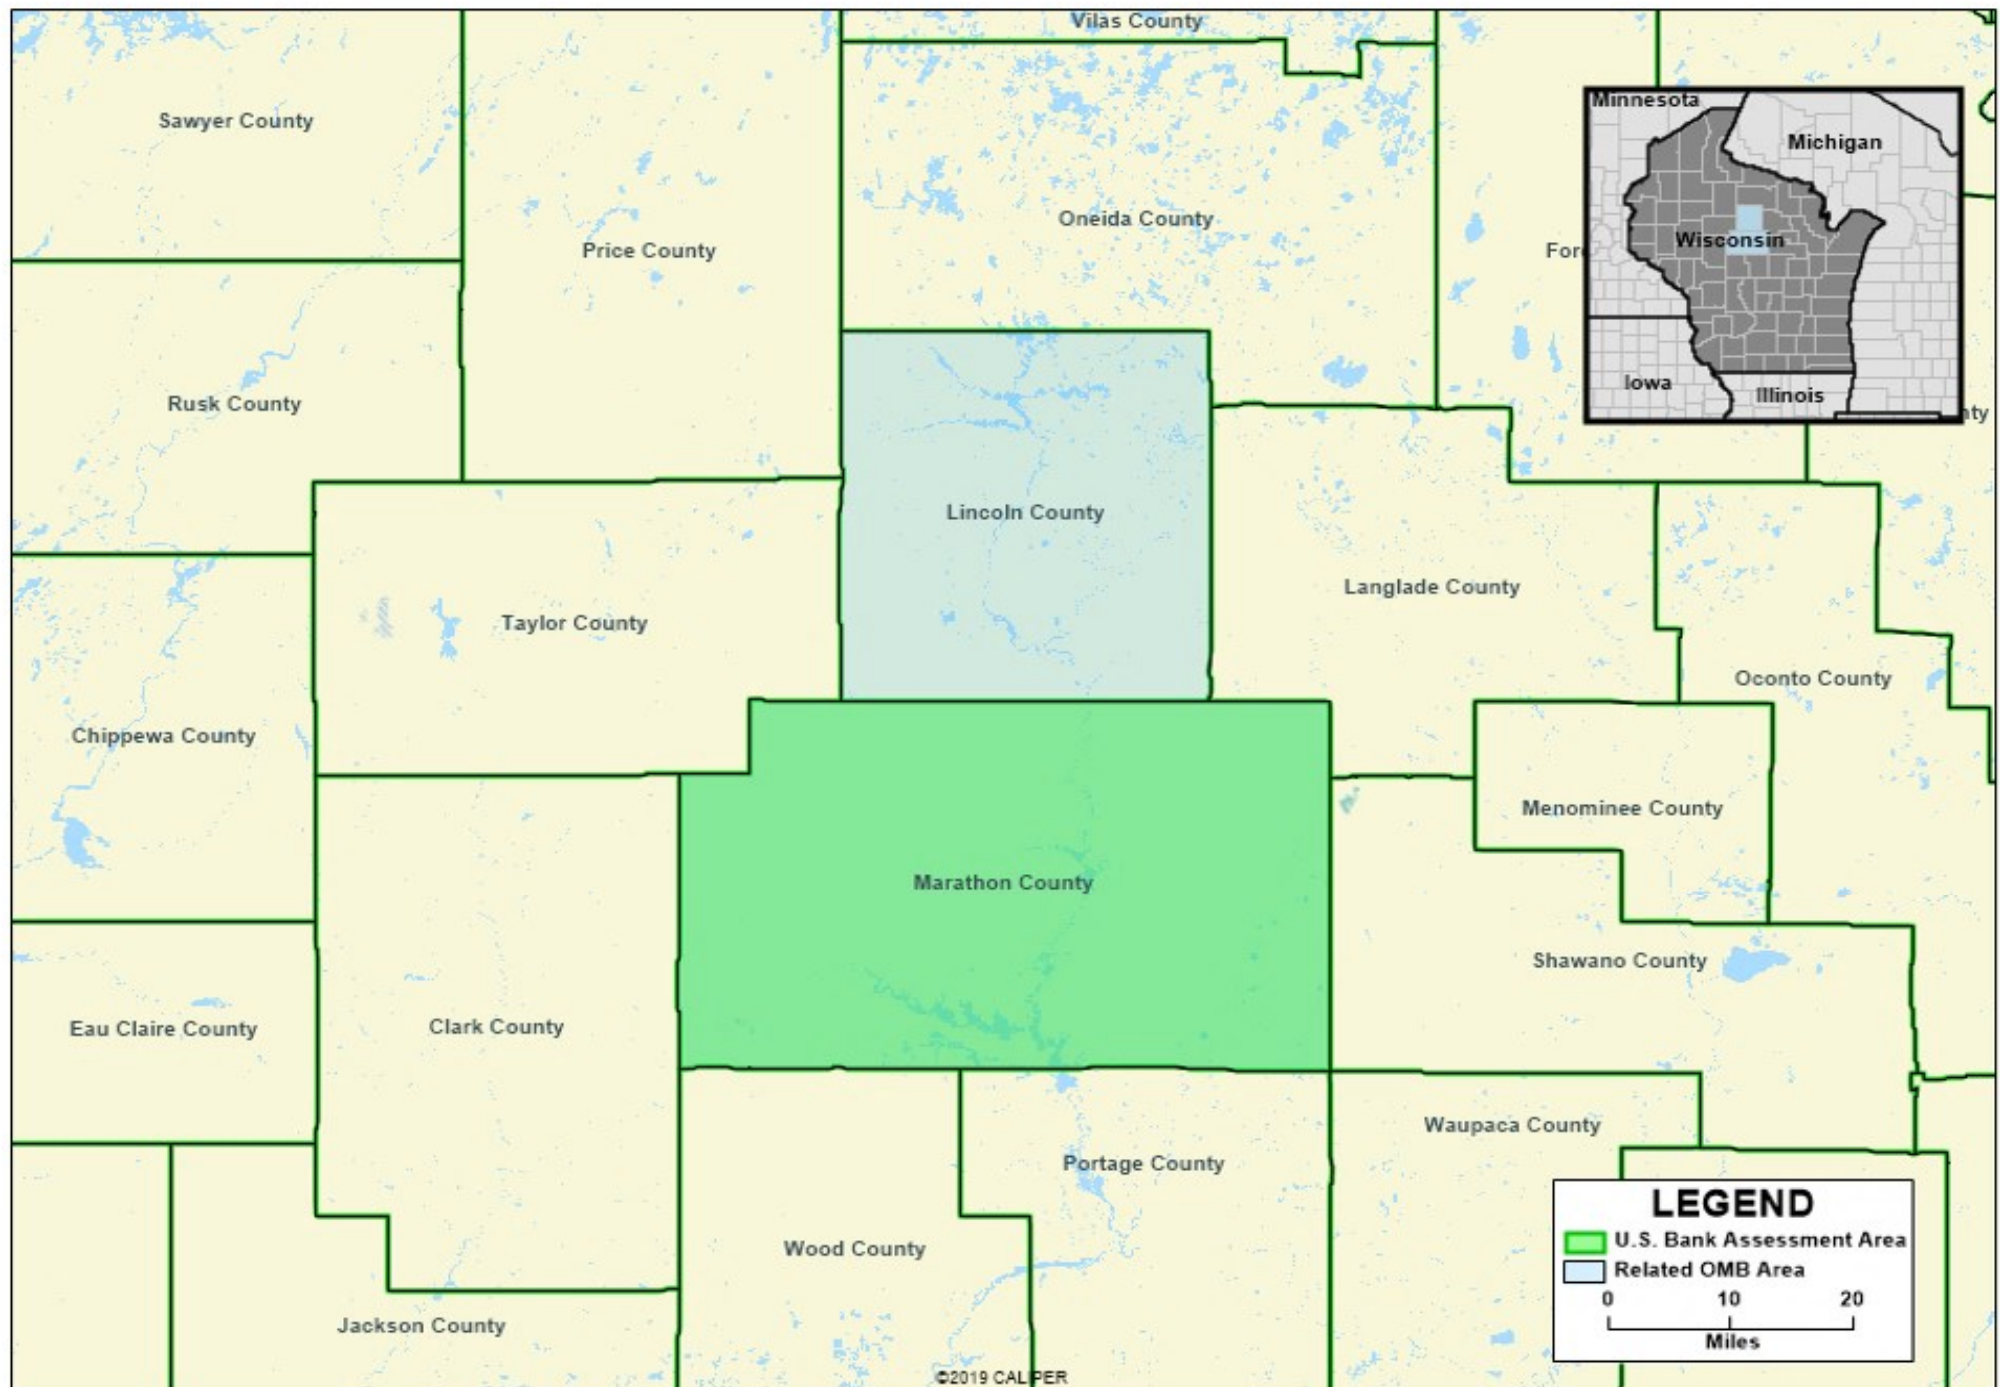 Vilas County
Minnesota
Sawyer County
Michigan
Oneida County
Wisconsin
Price County
Iowa
Illinois
Rusk County
Lincoln County
Langlade County
Taylor County
Oconto County
Chippewa County
Menominee County
Marathon County
Shawano County
Eau Claire County
Clark County
Waupaca County
Portage County
LEGEND
U.S. Bank Assessment Area
Related OMB Area
0 10 20
Miles
Wood County
Jackson County
©2019 CALIPER